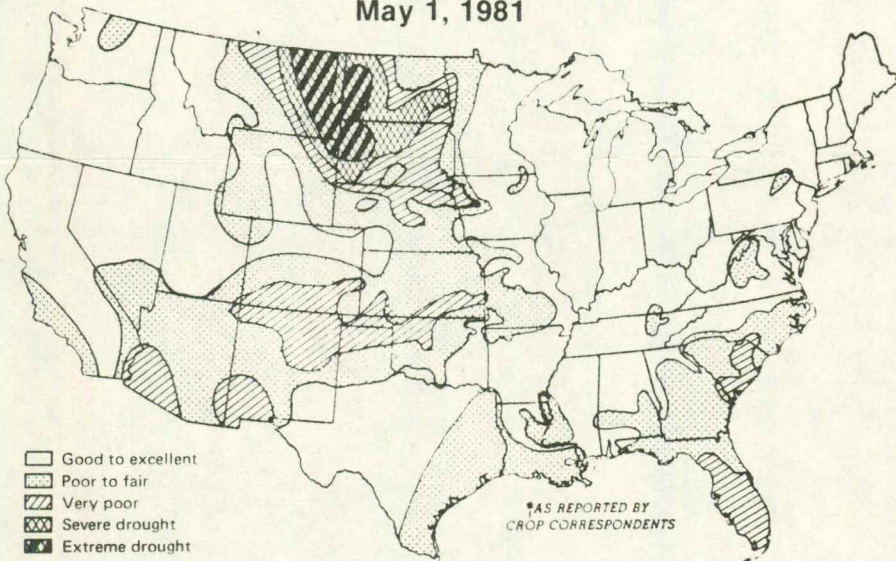 May 1, 1981
Good to excellent
Poor to fair
Very poor
Severe drought
Extreme drought
*AS REPORTED BY
CROP CORRESPONDENTS